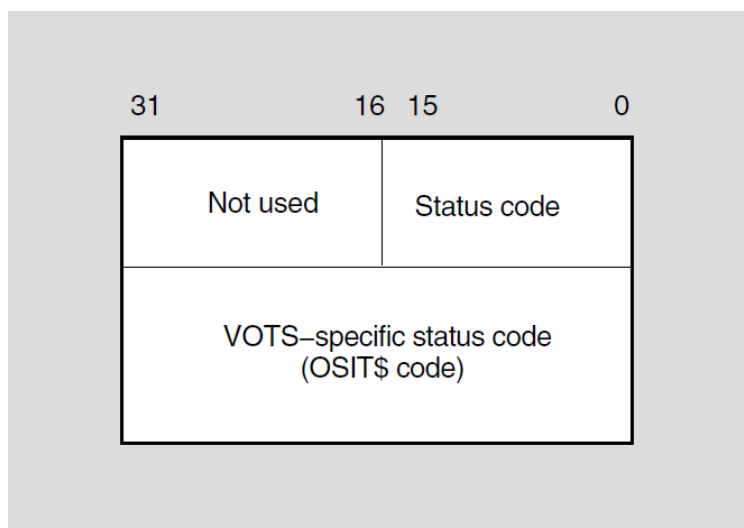 31 16 15 0
Not used Status code
VOTS–specific status code
(OSIT$ code)